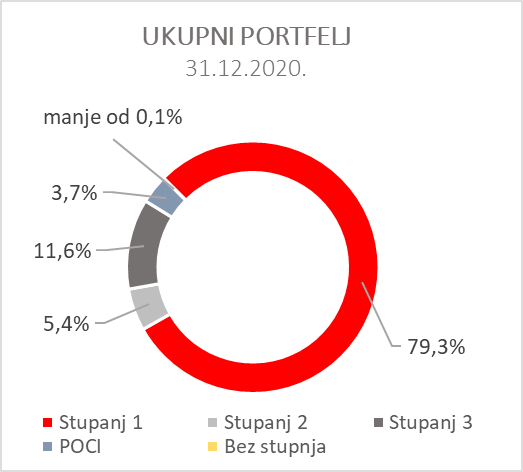 UKUPNI PORTFELJ
31.12.2020.
manje od 0,1%
3,7%
11,6%
5,4%
79,3%
Stupanj 1 Stupanj 2 Stupanj 3
POCI Bez stupnja